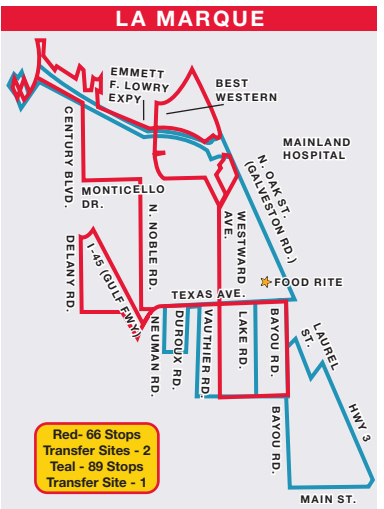 LA MARQUE
EMMETT
F. LOWRY
EXPY
BEST
WESTERN
MAINLAND
HOSPITAL
CENTURY BLVD.
MONTICELLO
DR.
N. OAK ST.
(GALVESTON RD.)
N. NOBLE RD.
WESTWARD
AVE.
DELANY RD.
I-45 (GULF FWY)
FOOD RITE
TEXAS AVE.
NEUMAN RD.
DUROUX RD.
VAUTHIER RD.
LAKE RD.
BAYOU RD.
LAUREL
ST.
HWY 3
BAYOU RD.
MAIN ST.
Red- 66 Stops
Transfer Sites - 2
Teal - 89 Stops
Transfer Site - 1